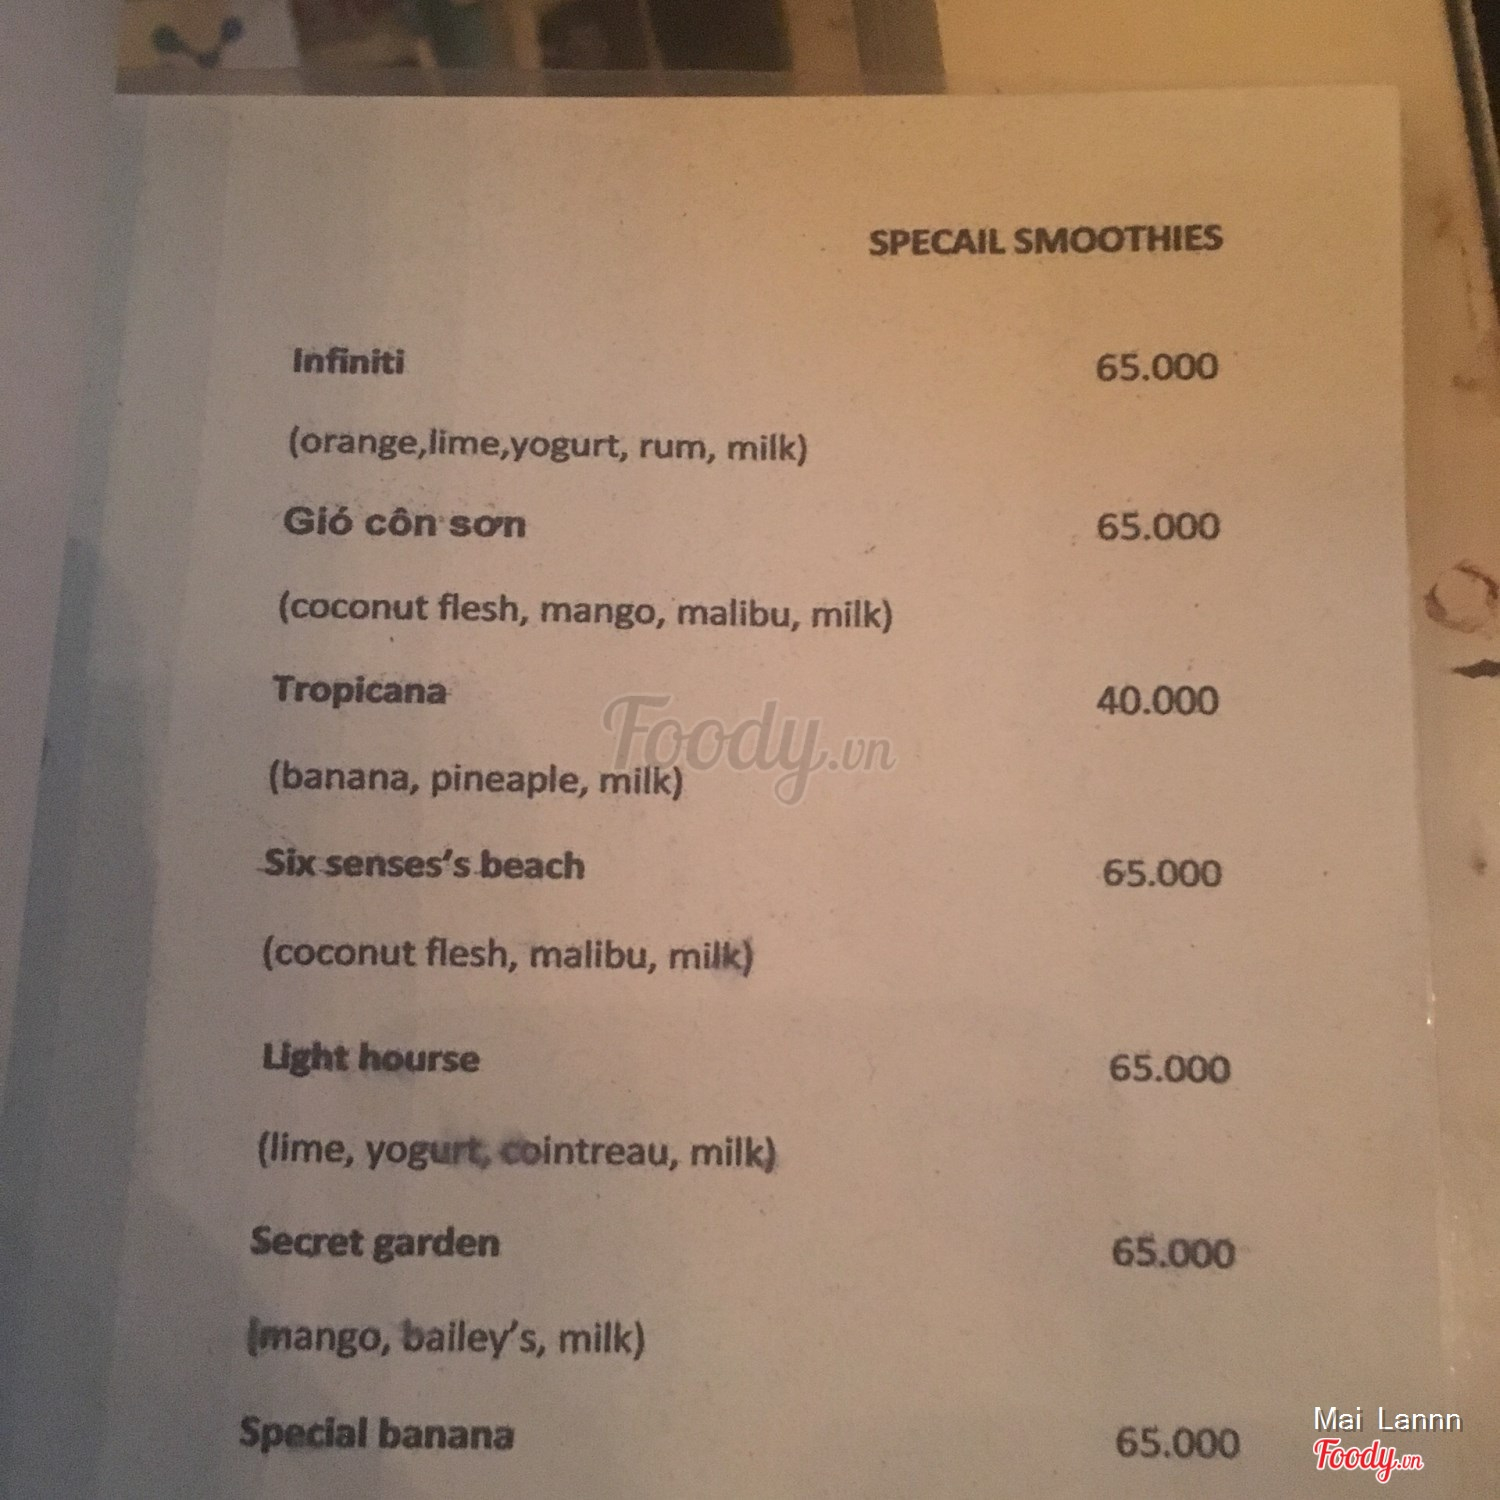 SPECAIL SMOOTHIES
Infiniti 65.000
(orange,lime,yogurt, rum, milk)
Gió côn sơn 65.000
(coconut flesh, mango, malibu, milk)
Tropicana 40.000
(banana, pineaple, milk)
Foody.vn
Six senses’s beach 65.000
(coconut flesh, malibu, milk)
Light hourse 65.000
(lime, yogurt, cointreau, milk)
Secret garden 65.000
(mango, bailey’s, milk)
Special banana 65.000
Mai Lannn
Foody.vn